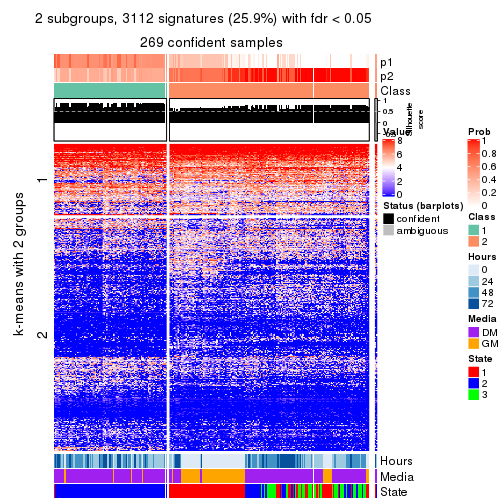 2 subgroups, 3112 signatures (25.9%) with fdr < 0.05
269 confident samples
p1
p2
Class
1
0.5
0
Silhouette
score
k-means with 2 groups
1
2
Hours
Media
State
Value
8
6
4
2
0
Status (barplots)
confident
ambiguous
Prob
1
0.8
0.6
0.4
0.2
0
Class
1
2
Hours
0
24
48
72
Media
DM
GM
State
1
2
3